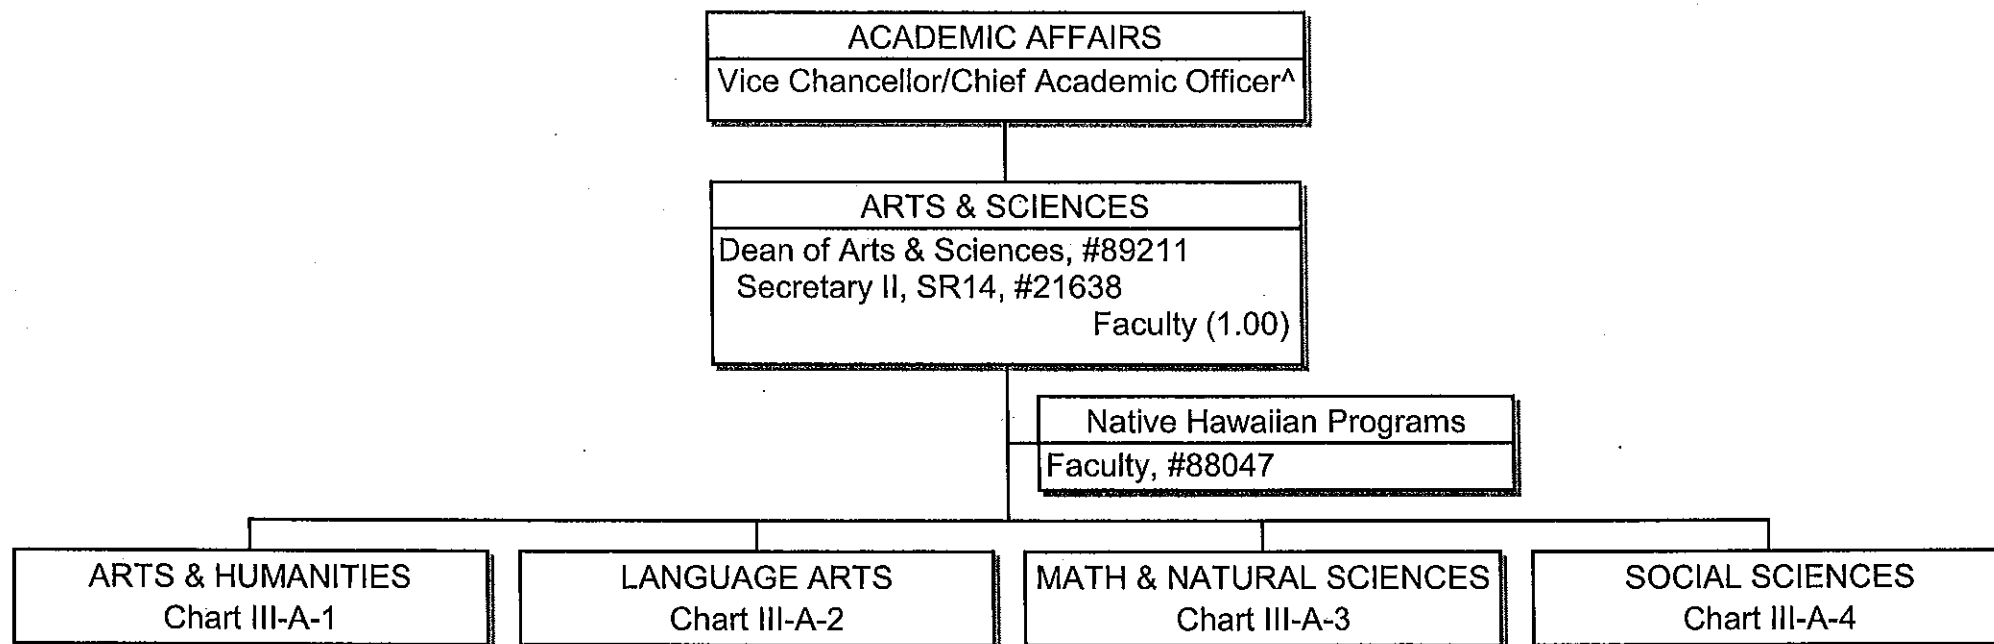 ACADEMIC AFFAIRS
Vice Chancellor/Chief Academic Officer^
ARTS & SCIENCES
Dean of Arts & Sciences, #89211
Secretary II, SR14, #21638
Faculty (1.00)
Native Hawaiian Programs
Faculty, #88047
ARTS & HUMANITIES
Chart III-A-1
LANGUAGE ARTS
Chart III-A-2
MATH & NATURAL SCIENCES
Chart III-A-3
SOCIAL SCIENCES
Chart III-A-4